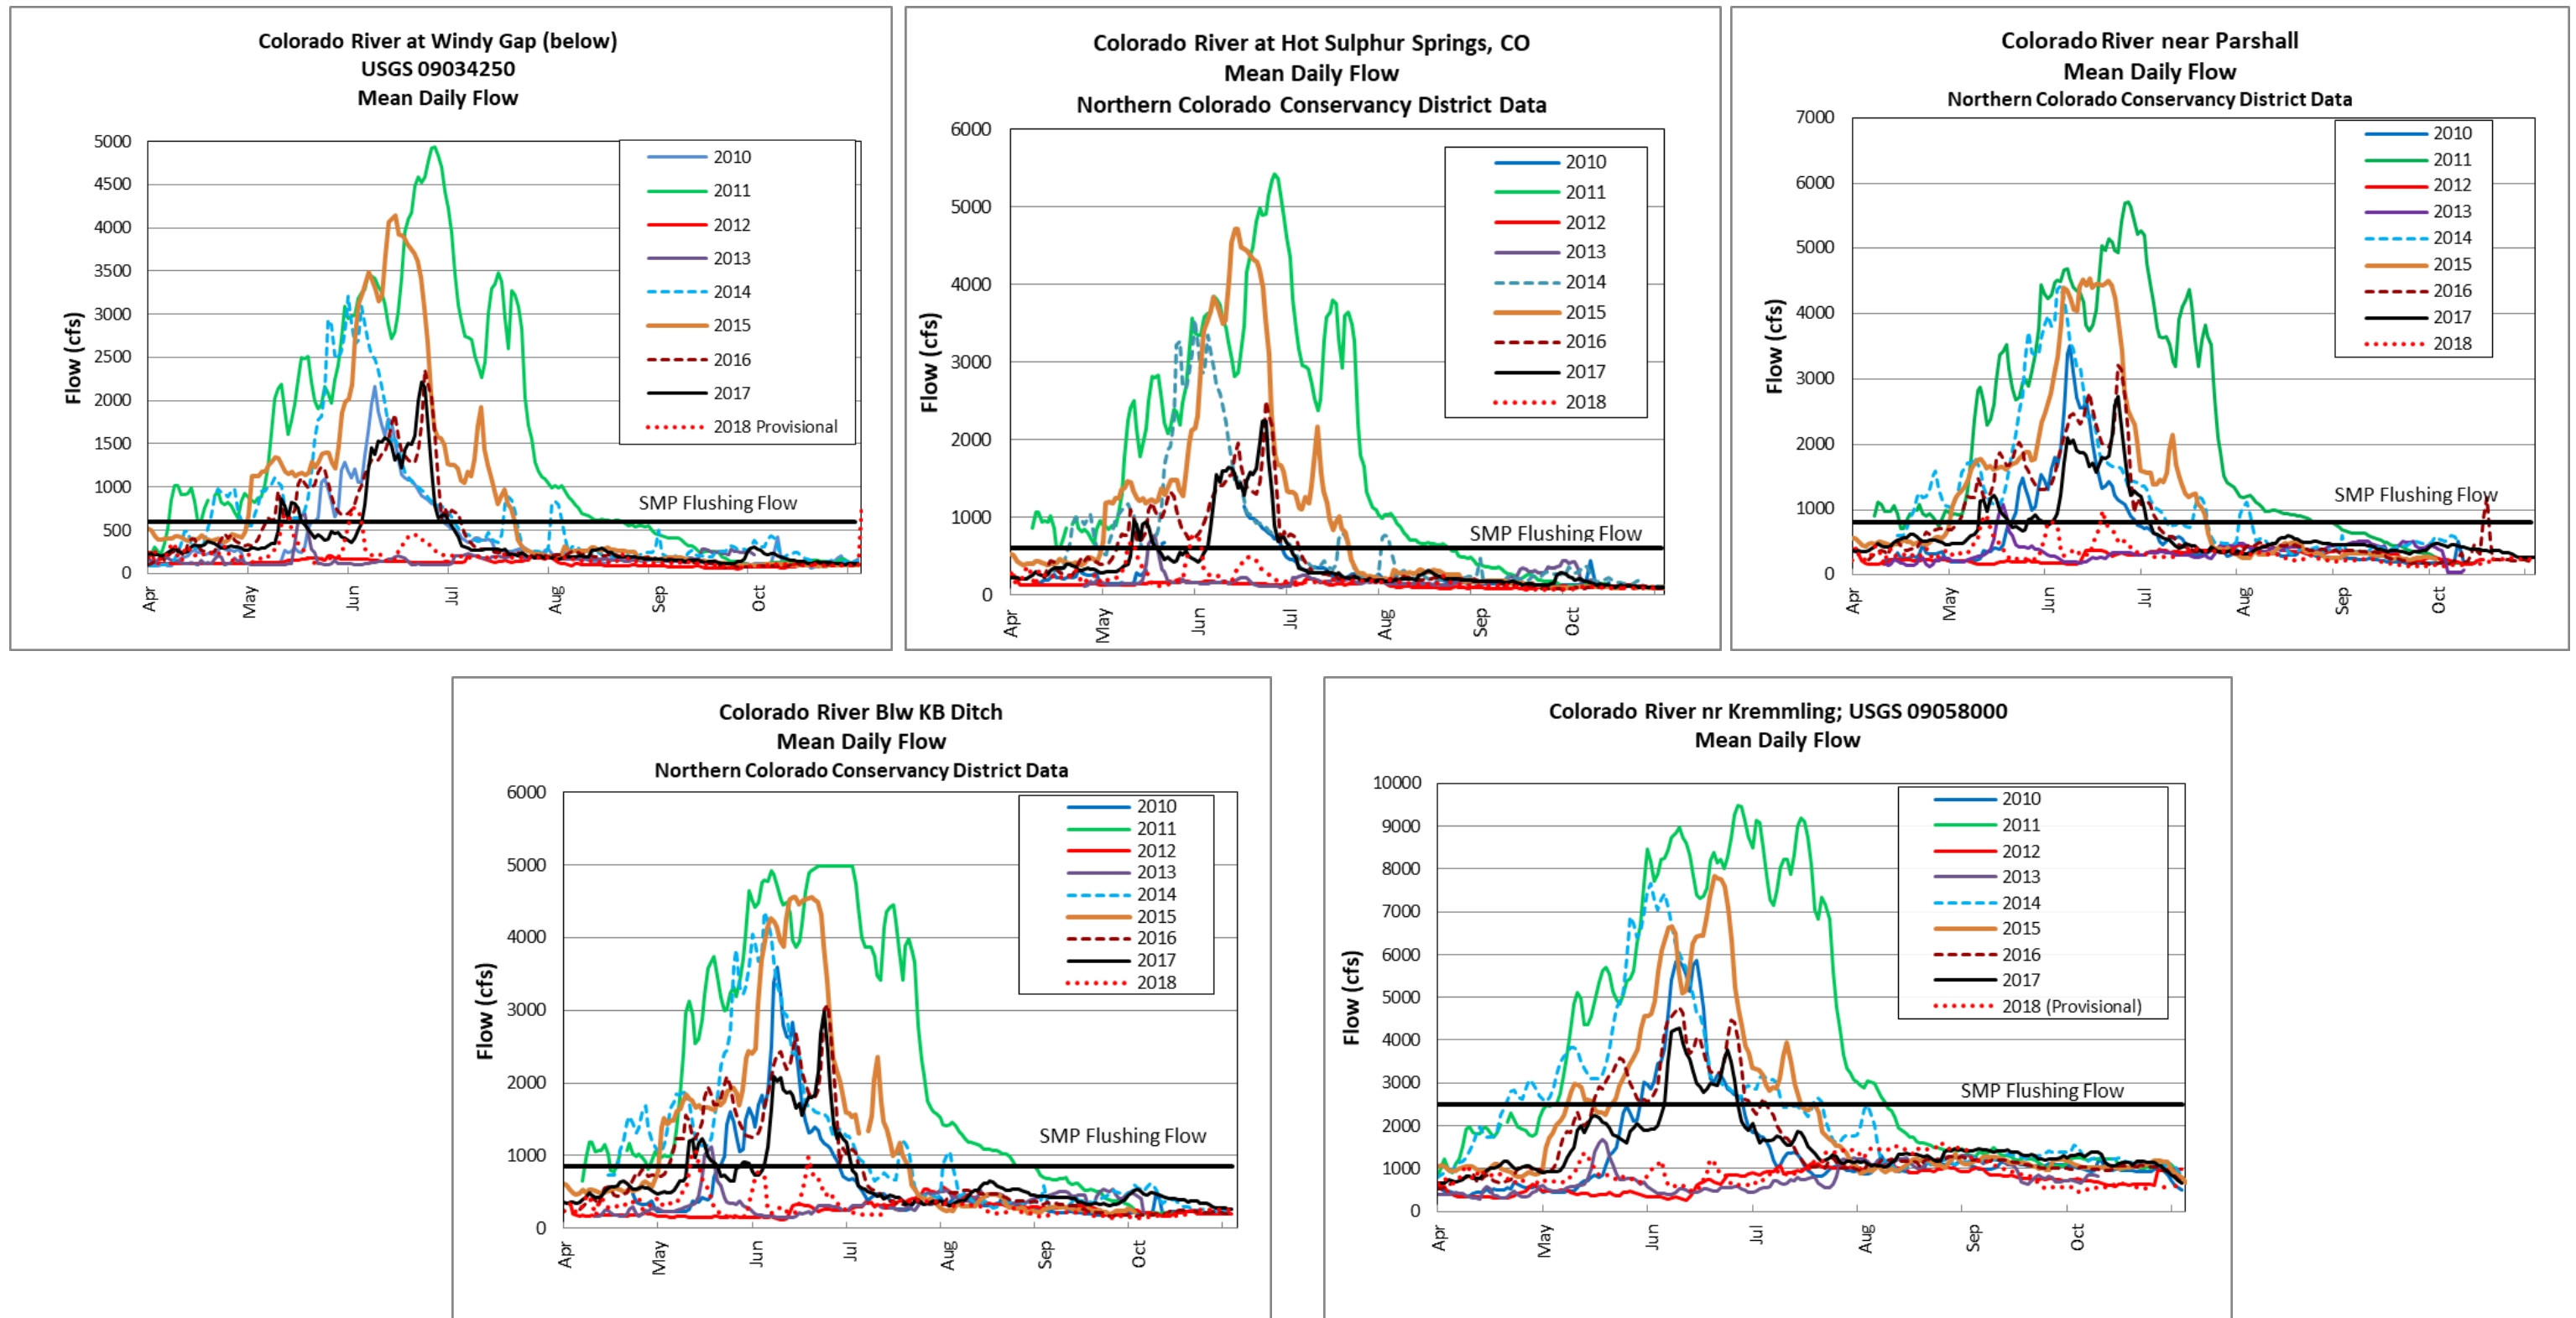 Colorado River at Windy Gap (below)
USGS 09034250
Mean Daily Flow
5000
4500
4000
3500
3000
2500
2000
1500
1000
500
0
Flow (cfs)
Apr
May
Jun
Jul
Aug
Sep
Oct
2010
2011
2012
2013
2014
2015
2016
2017
2018 Provisional
SMP Flushing Flow
Colorado River at Hot Sulphur Springs, CO
Mean Daily Flow
Northern Colorado Conservancy District Data
6000
5000
4000
3000
2000
1000
0
Flow (cfs)
Apr
May
Jun
Jul
Aug
Sep
Oct
2010
2011
2012
2013
2014
2015
2016
2017
2018
SMP Flushing Flow
Colorado River near Parshall
Mean Daily Flow
Northern Colorado Conservancy District Data
7000
6000
5000
4000
3000
2000
1000
0
Flow (cfs)
Apr
May
Jun
Jul
Aug
Sep
Oct
2010
2011
2012
2013
2014
2015
2016
2017
2018
SMP Flushing Flow
Colorado River Blw KB Ditch
Mean Daily Flow
Northern Colorado Conservancy District Data
6000
5000
4000
3000
2000
1000
0
Flow (cfs)
Apr
May
Jun
Jul
Aug
Sep
Oct
2010
2011
2012
2013
2014
2015
2016
2017
2018
SMP Flushing Flow
Colorado River nr Kremmling; USGS 09058000
Mean Daily Flow
10000
9000
8000
7000
6000
5000
4000
3000
2000
1000
0
Flow (cfs)
Apr
May
Jun
Jul
Aug
Sep
Oct
2010
2011
2012
2013
2014
2015
2016
2017
2018 (Provisional)
SMP Flushing Flow